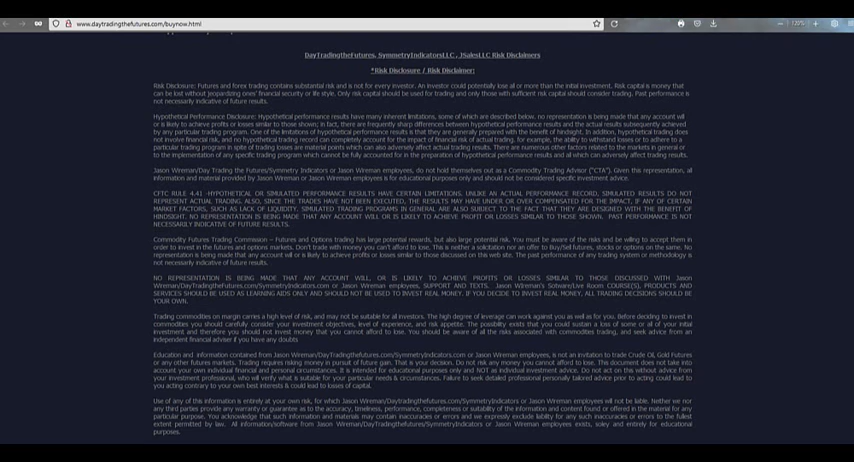 www.daytradingthefutures.com/buynow.html
120%
DayTradingtheFutures, SymmetryIndicatorsLLC , JSalesLLC Risk Disclaimers
*Risk Disclosure / Risk Disclaimer:
Risk Disclosure: Futures and forex trading contains substantial risk and is not for every investor. An investor could potentially lose all or more than the initial investment. Risk capital is money that
can be lost without jeopardizing ones' financial security or life style. Only risk capital should be used for trading and only those with sufficient risk capital should consider trading. Past performance is
not necessarily indicative of future results.
Hypothetical Performance Disclosure: Hypothetical performance results have many inherent limitations, some of which are described below. no representation is being made that any account will
or is likely to achieve profits or losses similar to those shown; in fact, there are frequently sharp differences between hypothetical performance results and the actual results subsequently achieved
by any particular trading program. One of the limitations of hypothetical performance results is that they are generally prepared with the benefit of hindsight. In addition, hypothetical trading does
not involve financial risk, and no hypothetical trading record can completely account for the impact of financial risk of actual trading. for example, the ability to withstand losses or to adhere to a
particular trading program in spite of trading losses are material points which can also adversely affect actual trading results. There are numerous other factors related to the markets in general or
to the implementation of any specific trading program which cannot be fully accounted for in the preparation of hypothetical performance results and all which can adversely affect trading results.
Jason Wireman/Day Trading the Futures/Symmetry Indicators or Jason Wireman employees, do not hold themselves out as a Commodity Trading Advisor ("CTA"). Given this representation, all
information and material provided by Jason Wireman or Jason Wireman employees is for educational purposes only and should not be considered specific investment advice.
CFTC RULE 4.41 -HYPOTHETICAL OR SIMULATED PERFORMANCE RESULTS HAVE CERTAIN LIMITATIONS. UNLIKE AN ACTUAL PERFORMANCE RECORD, SIMULATED RESULTS DO NOT
REPRESENT ACTUAL TRADING. ALSO, SINCE THE TRADES HAVE NOT BEEN EXECUTED, THE RESULTS MAY HAVE UNDER OR OVER COMPENSATED FOR THE IMPACT, IF ANY OF CERTAIN
MARKET FACTORS, SUCH AS LACK OF LIQUIDITY. SIMULATED TRADING PROGRAMS IN GENERAL ARE ALSO SUBJECT TO THE FACT THAT THEY ARE DESIGNED WITH THE BENEFIT OF
HINDSIGHT. NO REPRESENTATION IS BEING MADE THAT ANY ACCOUNT WILL OR IS LIKELY TO ACHIEVE PROFIT OR LOSSES SIMILAR TO THOSE SHOWN. PAST PERFORMANCE IS NOT
NECESSARILY INDICATIVE OF FUTURE RESULTS.
Commodity Futures Trading Commission – Futures and Options trading has large potential rewards, but also large potential risk. You must be aware of the risks and be willing to accept them in
order to invest in the futures and options markets. Don't trade with money you can't afford to lose. This is neither a solicitation nor an offer to Buy/Sell futures, stocks or options on the same. No
representation is being made that any account will or is likely to achieve profits or losses similar to those discussed on this web site. The past performance of any trading system or methodology is
not necessarily indicative of future results.
NO REPRESENTATION IS BEING MADE THAT ANY ACCOUNT WILL, OR IS LIKELY TO ACHIEVE PROFITS OR LOSSES SIMILAR TO THOSE DISCUSSED WITH Jason
Wireman/DayTradingthefutures.com/SymmetryIndicators.com or Jason Wireman employees, SUPPORT AND TEXTS. Jason Wireman's Sotware/Live Room COURSE(S), PRODUCTS AND
SERVICES SHOULD BE USED AS LEARNING AIDS ONLY AND SHOULD NOT BE USED TO INVEST REAL MONEY. IF YOU DECIDE TO INVEST REAL MONEY, ALL TRADING DECISIONS SHOULD BE
YOUR OWN.
Trading commodities on margin carries a high level of risk, and may not be suitable for all investors. The high degree of leverage can work against you as well as for you. Before deciding to invest in
commodities you should carefully consider your investment objectives, level of experience, and risk appetite. The possibility exists that you could sustain a loss of some or all of your initial
investment and therefore you should not invest money that you cannot afford to lose. You should be aware of all the risks associated with commodities trading, and seek advice from an
independent financial adviser if you have any doubts
Education and information contained from Jason Wireman/DayTradingthefutures.com/SymmetryIndicators.com or Jason Wireman employees, is not an invitation to trade Crude Oil, Gold Futures
or any other futures markets. Trading requires risking money in pursuit of future gain. That is your decision. Do not risk any money you cannot afford to lose. This document does not take into
account your own individual financial and personal circumstances. It is intended for educational purposes only and NOT as individual investment advice. Do not act on this without advice from
your investment professional, who will verify what is suitable for your particular needs & circumstances. Failure to seek detailed professional personally tailored advice prior to acting could lead to
you acting contrary to your own best interests & could lead to losses of capital.
Use of any of this information is entirely at your own risk, for which Jason Wireman/Daytradingthefutures.com/SymmetryIndicators or Jason Wireman employees will not be liable. Neither we nor
any third parties provide any warranty or guarantee as to the accuracy, timeliness, performance, completeness or suitability of the information and content found or offered in the material for any
particular purpose. You acknowledge that such information and materials may contain inaccuracies or errors and we expressly exclude liability for any such inaccuracies or errors to the fullest
extent permitted by law. All information/software from Jason Wireman/DayTradingthefutures/SymmetryIndicators or Jason Wireman employees exists, soley and entirely for educational
purposes.